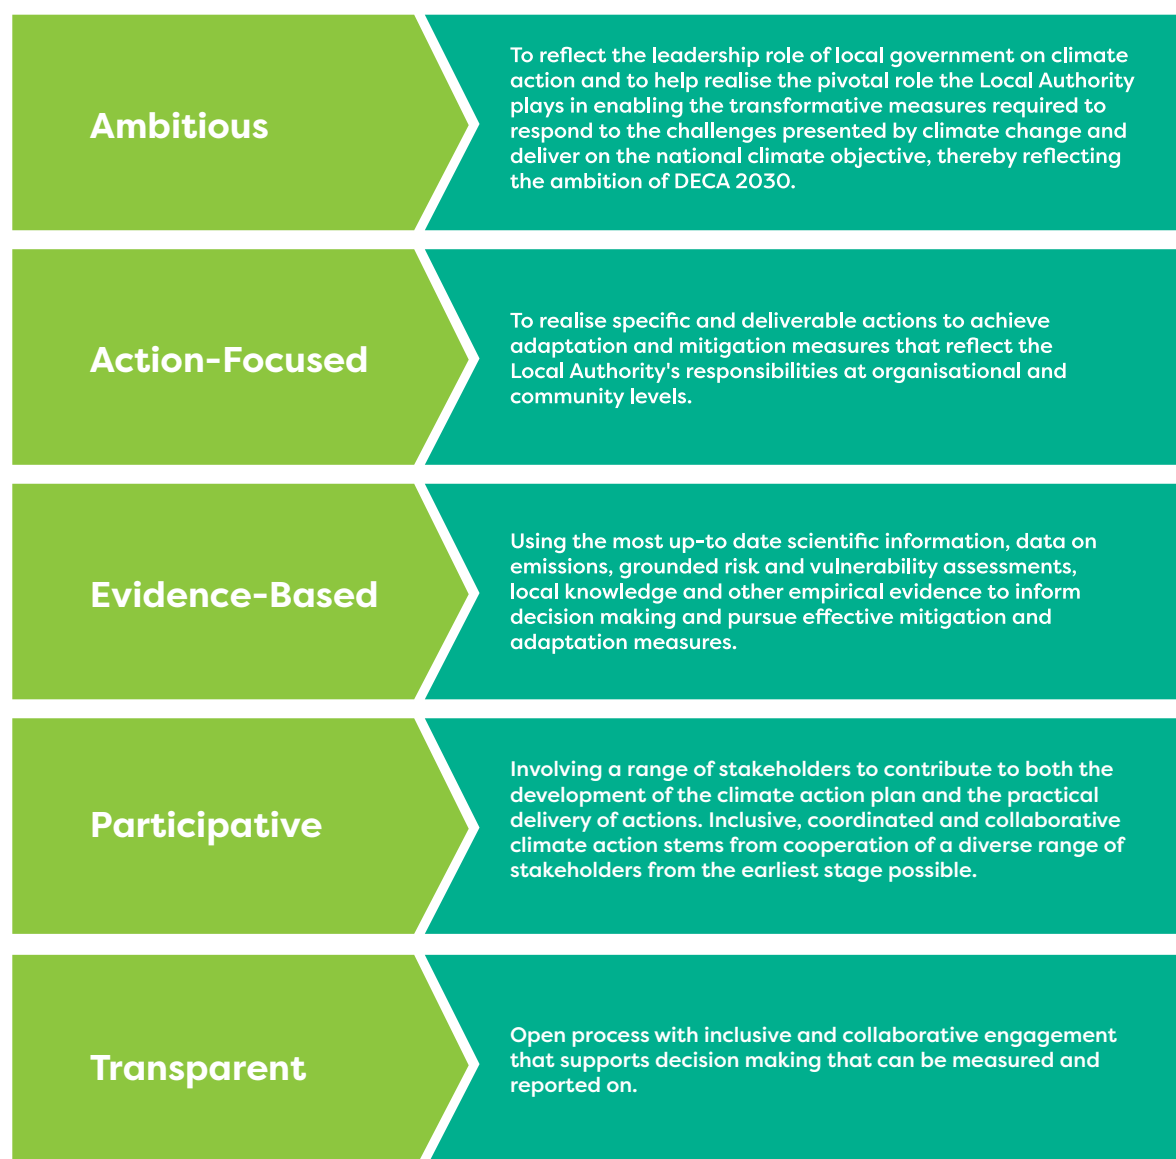 Ambitious
To reflect the leadership role of local government on climate
action and to help realise the pivotal role the Local Authority
plays in enabling the transformative measures required to
respond to the challenges presented by climate change and
deliver on the national climate objective, thereby reflecting
the ambition of DECA 2030.
Action-Focused
To realise specific and deliverable actions to achieve
adaptation and mitigation measures that reflect the
Local Authority's responsibilities at organisational and
community levels.
Evidence-Based
Using the most up-to date scientific information, data on
emissions, grounded risk and vulnerability assessments,
local knowledge and other empirical evidence to inform
decision making and pursue effective mitigation and
adaptation measures.
Participative
Involving a range of stakeholders to contribute to both the
development of the climate action plan and the practical
delivery of actions. Inclusive, coordinated and collaborative
climate action stems from cooperation of a diverse range of
stakeholders from the earliest stage possible.
Transparent
Open process with inclusive and collaborative engagement
that supports decision making that can be measured and
reported on.